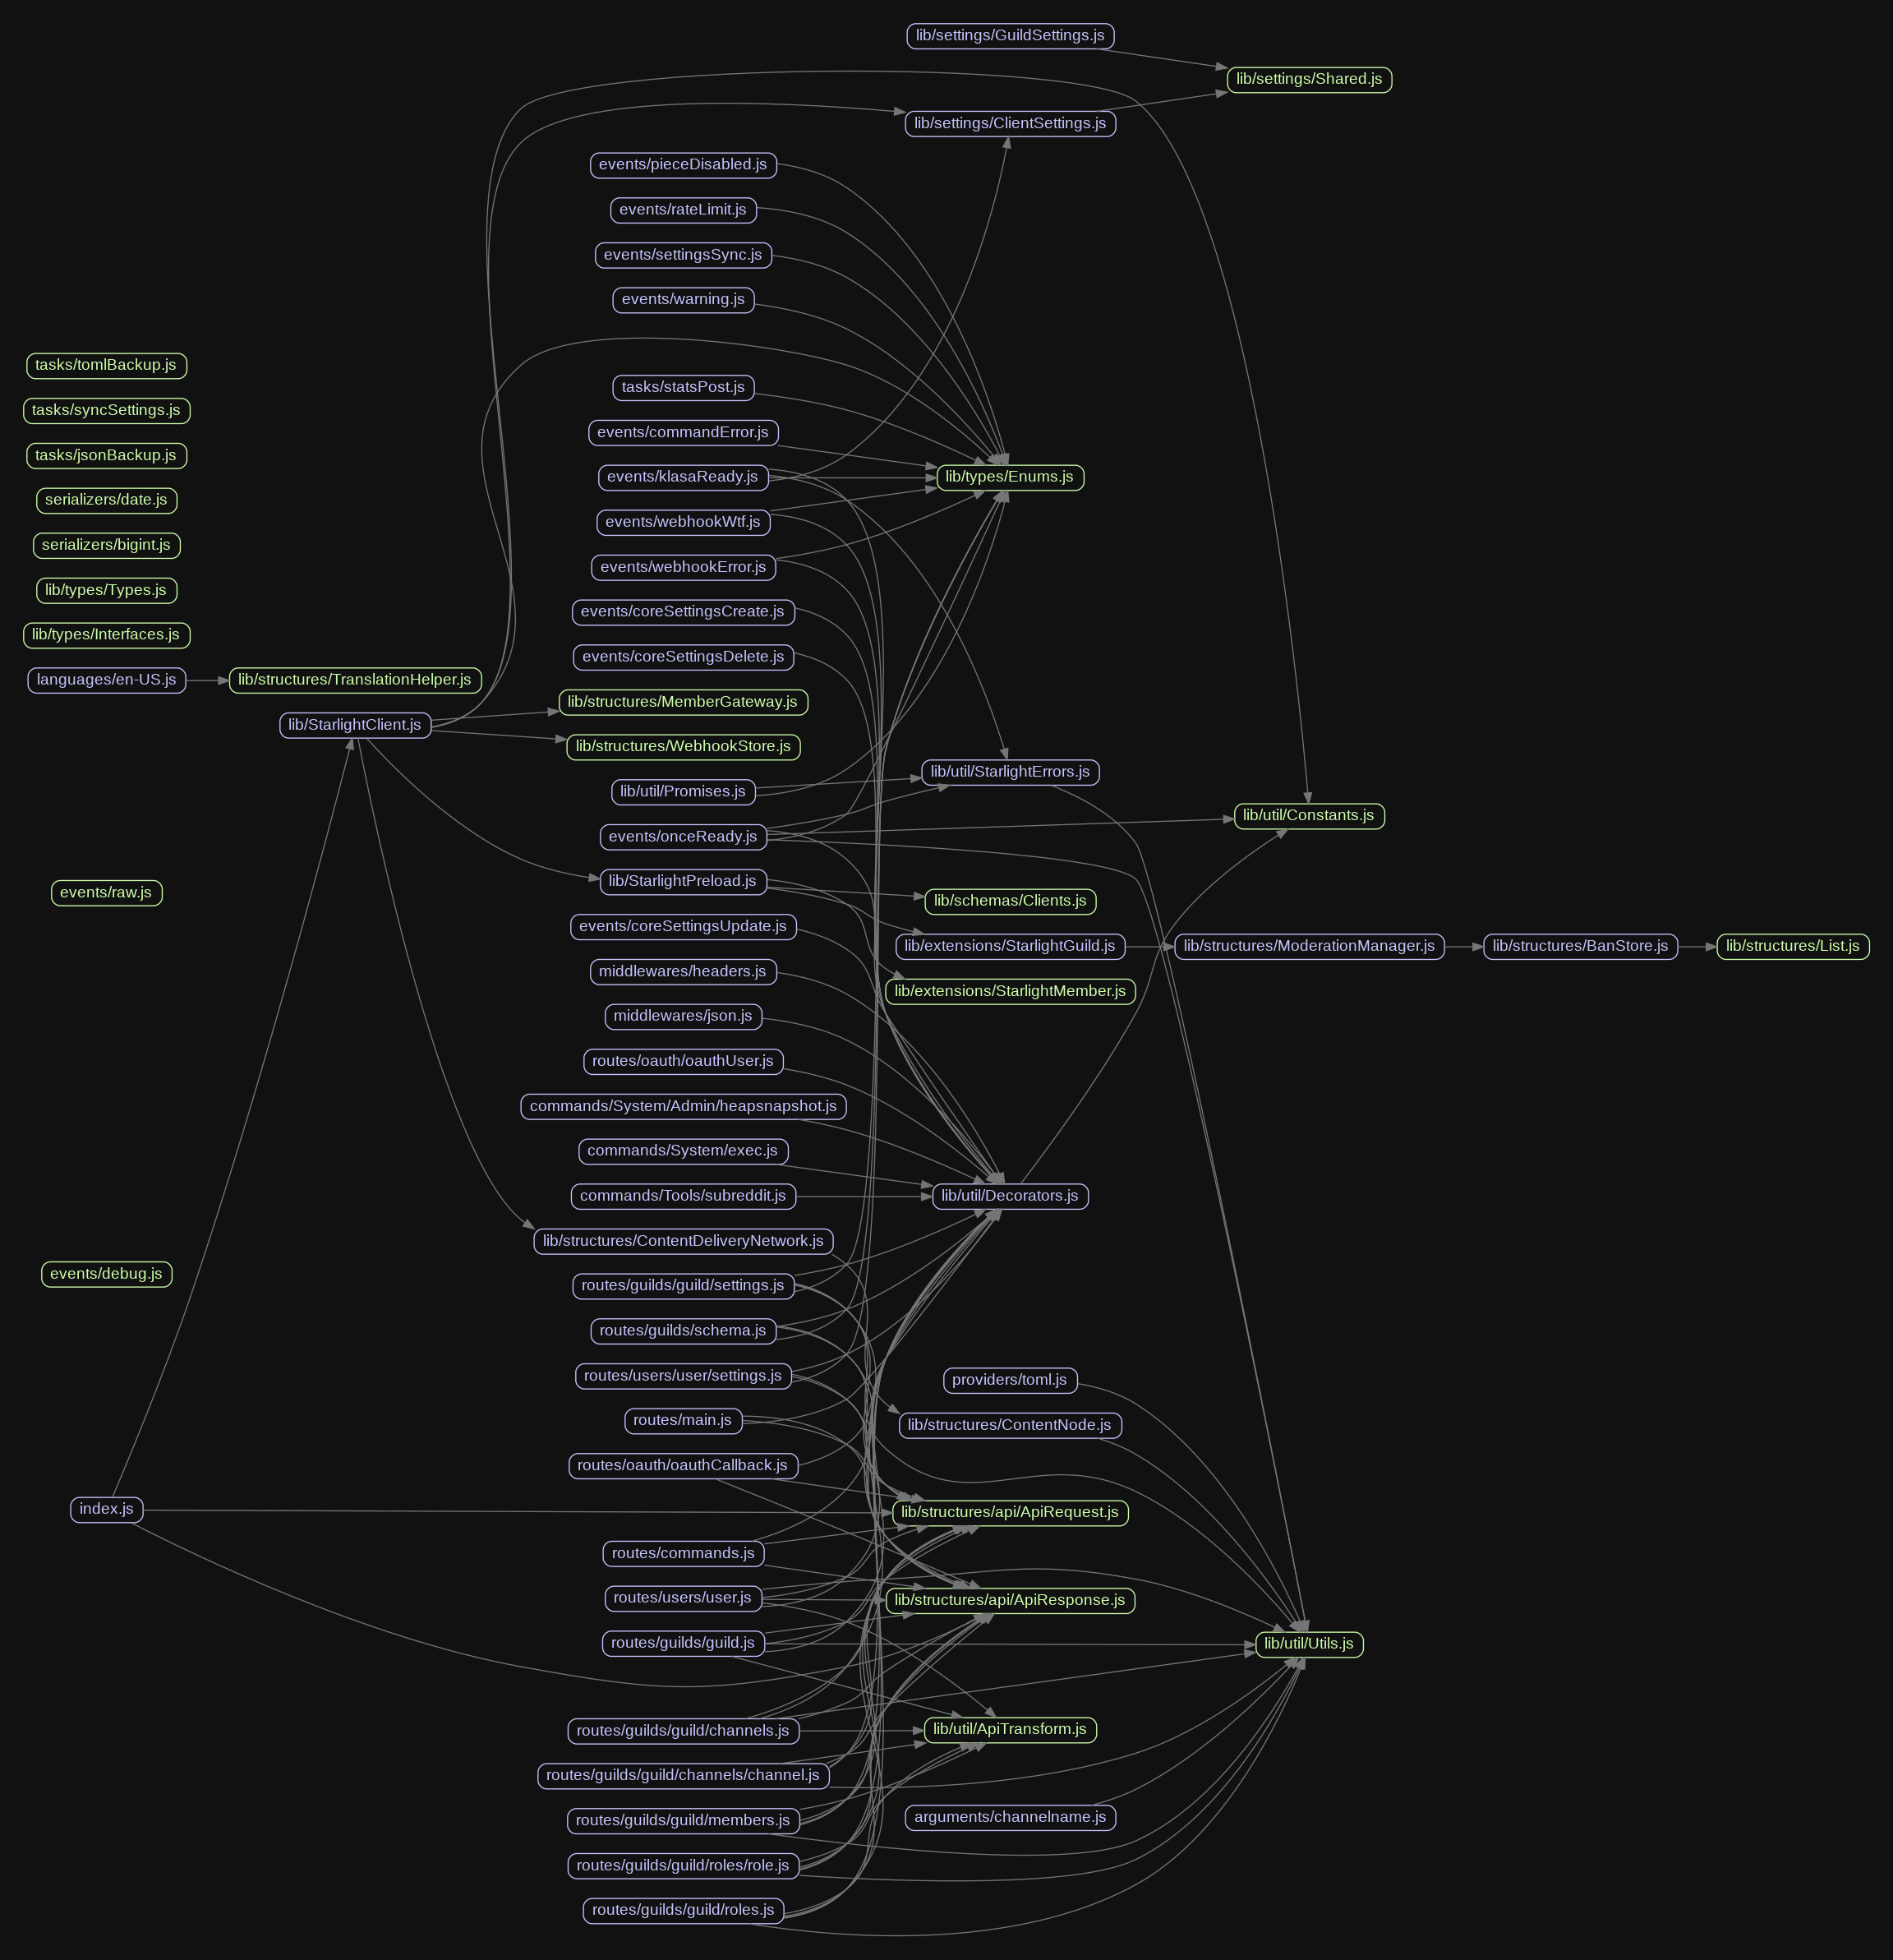 tasks/tomlBackup.js
tasks/syncSettings.js
tasks/jsonBackup.js
serializers/date.js
serializers/bigint.js
lib/types/Types.js
lib/types/Interfaces.js
languages/en-US.js
events/raw.js
events/debug.js
index.js
lib/structures/TranslationHelper.js
lib/StarlightClient.js
events/pieceDisabled.js
events/rateLimit.js
events/settingsSync.js
events/warning.js
tasks/statsPost.js
events/commandError.js
events/klasaReady.js
events/webhookWtf.js
events/webhookError.js
events/coreSettingsCreate.js
events/coreSettingsDelete.js
lib/structures/MemberGateway.js
lib/structures/WebhookStore.js
lib/util/Promises.js
events/onceReady.js
lib/StarlightPreload.js
events/coreSettingsUpdate.js
middlewares/headers.js
middlewares/json.js
routes/oauth/oauthUser.js
commands/System/Admin/heapsnapshot.js
commands/System/exec.js
commands/Tools/subreddit.js
lib/structures/ContentDeliveryNetwork.js
routes/guilds/guild/settings.js
routes/guilds/schema.js
routes/users/user/settings.js
routes/main.js
routes/oauth/oauthCallback.js
routes/commands.js
routes/users/user.js
routes/guilds/guild.js
routes/guilds/guild/channels.js
routes/guilds/guild/channels/channel.js
routes/guilds/guild/members.js
routes/guilds/guild/roles/role.js
routes/guilds/guild/roles.js
lib/settings/GuildSettings.js
lib/settings/ClientSettings.js
lib/types/Enums.js
lib/util/StarlightErrors.js
lib/schemas/Clients.js
lib/extensions/StarlightGuild.js
lib/extensions/StarlightMember.js
lib/util/Decorators.js
providers/toml.js
lib/structures/ContentNode.js
lib/structures/api/ApiRequest.js
lib/structures/api/ApiResponse.js
lib/util/ApiTransform.js
arguments/channelname.js
lib/settings/Shared.js
lib/util/Constants.js
lib/structures/ModerationManager.js
lib/util/Utils.js
lib/structures/BanStore.js
lib/structures/List.js